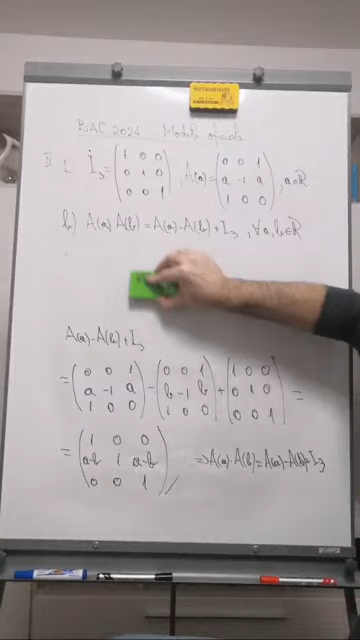 BAC 2024 Modele oficiale
II 1. I₃ = (1 0 0; 0 1 0; 0 0 1), A(a) = (0 0 1; a -1 a; 1 0 0), a∈R
b) A(a)·A(b) = A(a) - A(b) + I₃, ∀a,b∈R
A(a) - A(b) + I₃
= (0 0 1; a -1 a; 1 0 0) - (0 0 1; b -1 b; 1 0 0) + (1 0 0; 0 1 0; 0 0 1) =
= (1 0 0; a-b 1 a-b; 0 0 1) ⇒ A(a)·A(b) = A(a) - A(b) + I₃